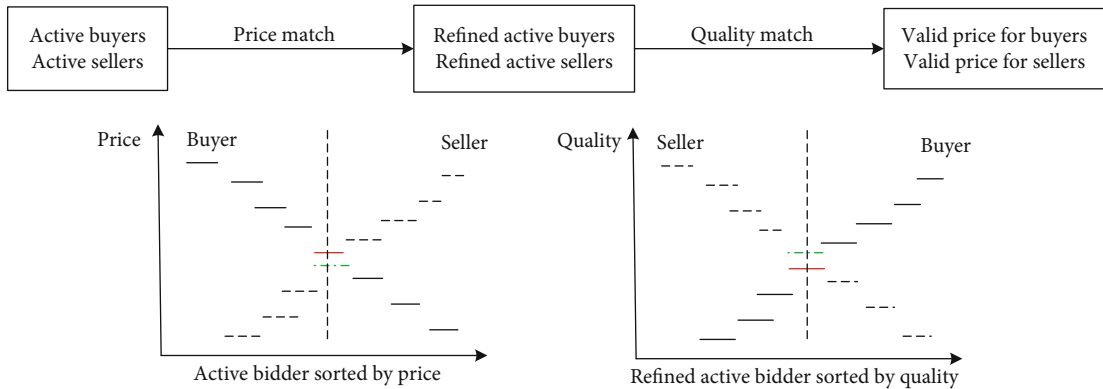 Active buyers
Active sellers
Price match
Refined active buyers
Refined active sellers
Quality match
Valid price for buyers
Valid price for sellers
Price
Buyer
Seller
Active bidder sorted by price
Quality
Seller
Buyer
Refined active bidder sorted by quality